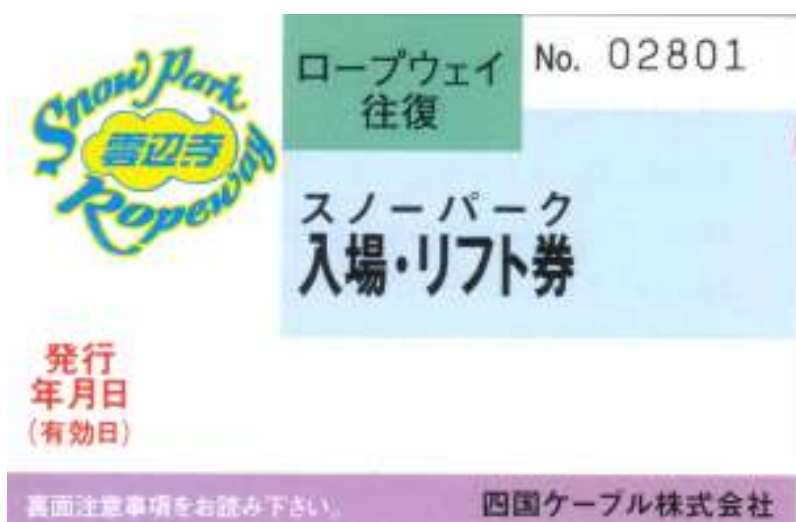 Snow Park
雲辺寺
Ropeway
ロープウェイ
往復
No. 02801
スノーパーク
入場・リフト券
発行
年月日
(有効日)
裏面注意事項をお読み下さい。
四国ケーブル株式会社